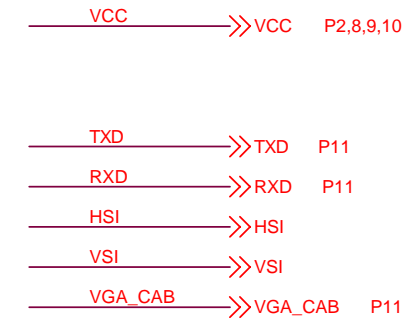 VCC
VCC P2,8,9,10
TXD
TXD P11
RXD
RXD P11
HSI
HSI
VSI
VSI
VGA_CAB
VGA_CAB P11